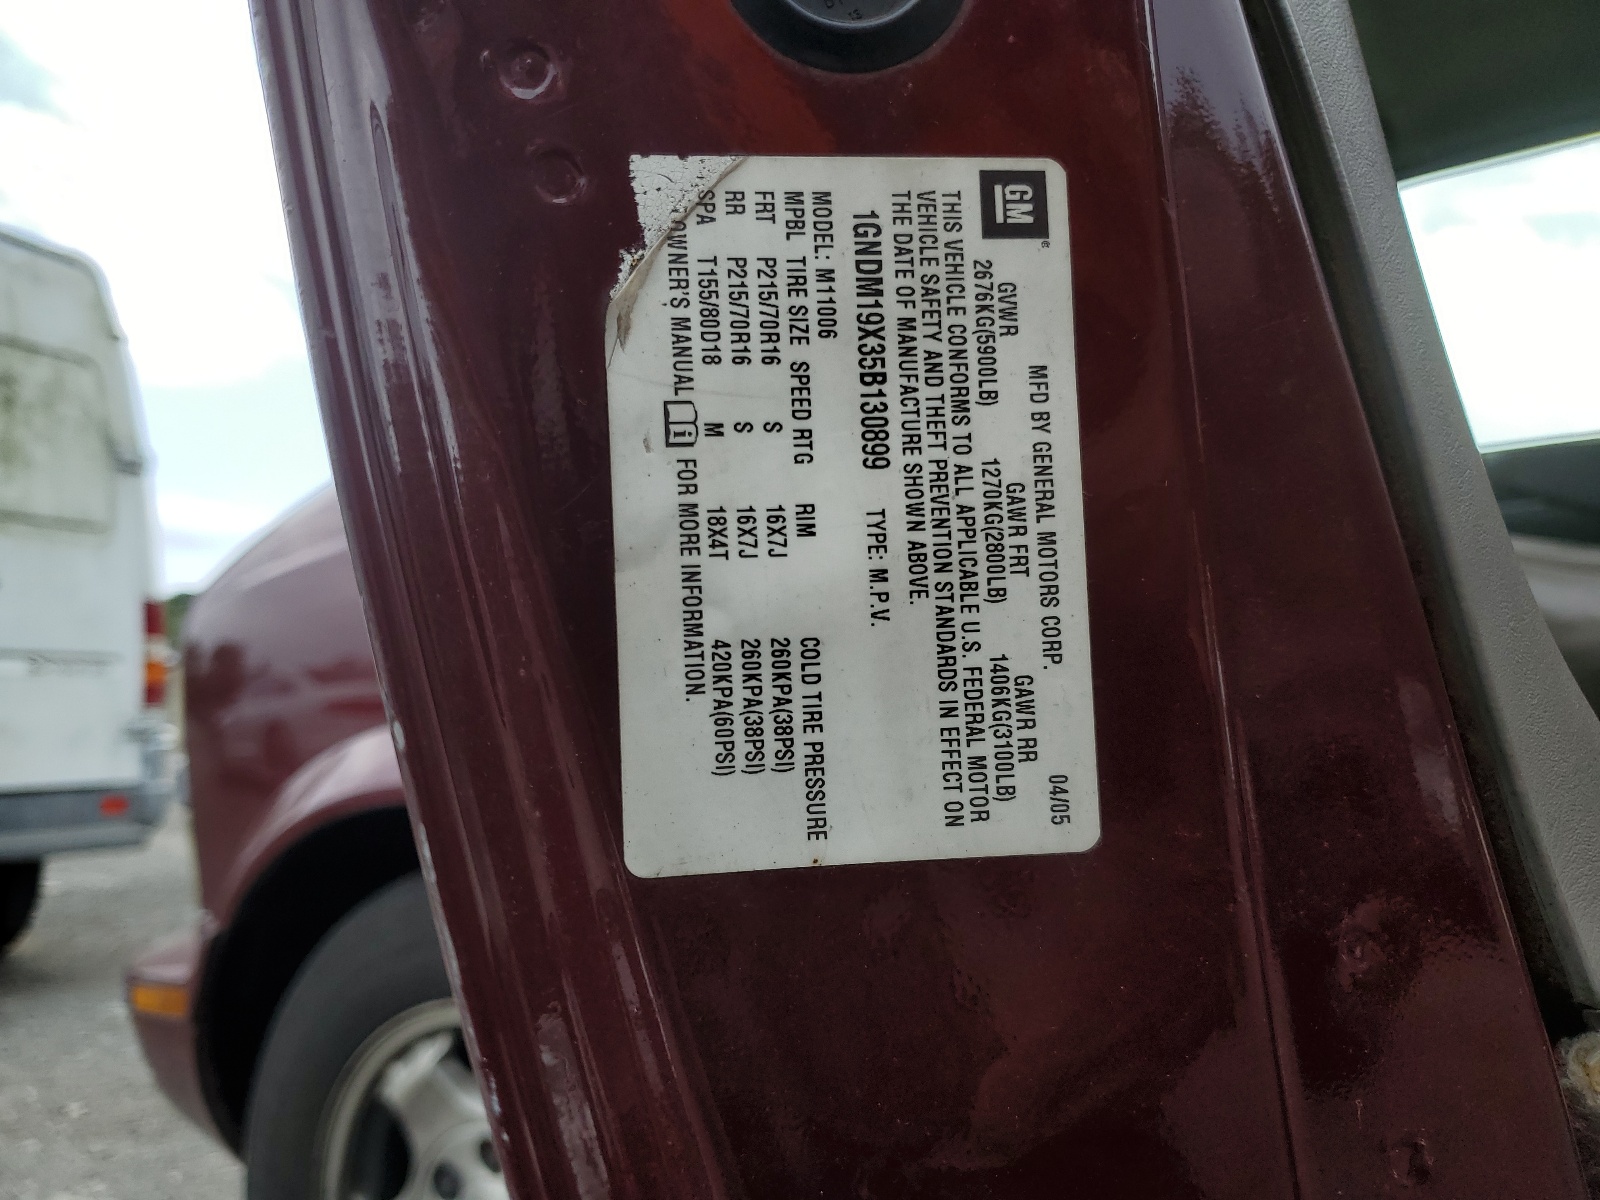 GM
MFD BY GENERAL MOTORS CORP. 04/05
GVWR GAWR FRT GAWR RR
2676KG(5900LB) 1270KG(2800LB) 1406KG(3100LB)
THIS VEHICLE CONFORMS TO ALL APPLICABLE U.S. FEDERAL MOTOR
VEHICLE SAFETY AND THEFT PREVENTION STANDARDS IN EFFECT ON
THE DATE OF MANUFACTURE SHOWN ABOVE.
1GNDM19X35B130899 TYPE: M.P.V.
MODEL: M11006
MPBL TIRE SIZE SPEED RTG RIM COLD TIRE PRESSURE
FRT P215/70R16 S 16X7J 260KPA(38PSI)
RR P215/70R16 S 16X7J 260KPA(38PSI)
SPA T155/80D18 M 18X4T 420KPA(60PSI)
OWNER'S MANUAL FOR MORE INFORMATION.